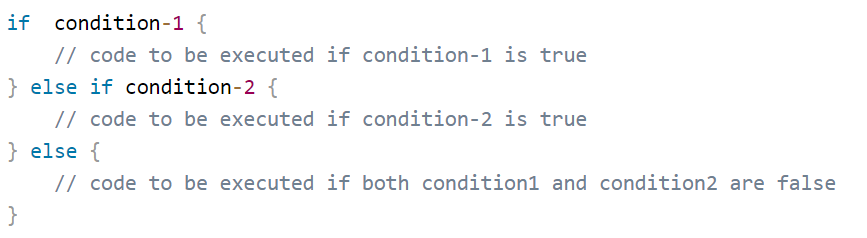 if  condition-1 {
    // code to be executed if condition-1 is true
} else if condition-2 {
    // code to be executed if condition-2 is true
} else {
    // code to be executed if both condition1 and condition2 are false
}